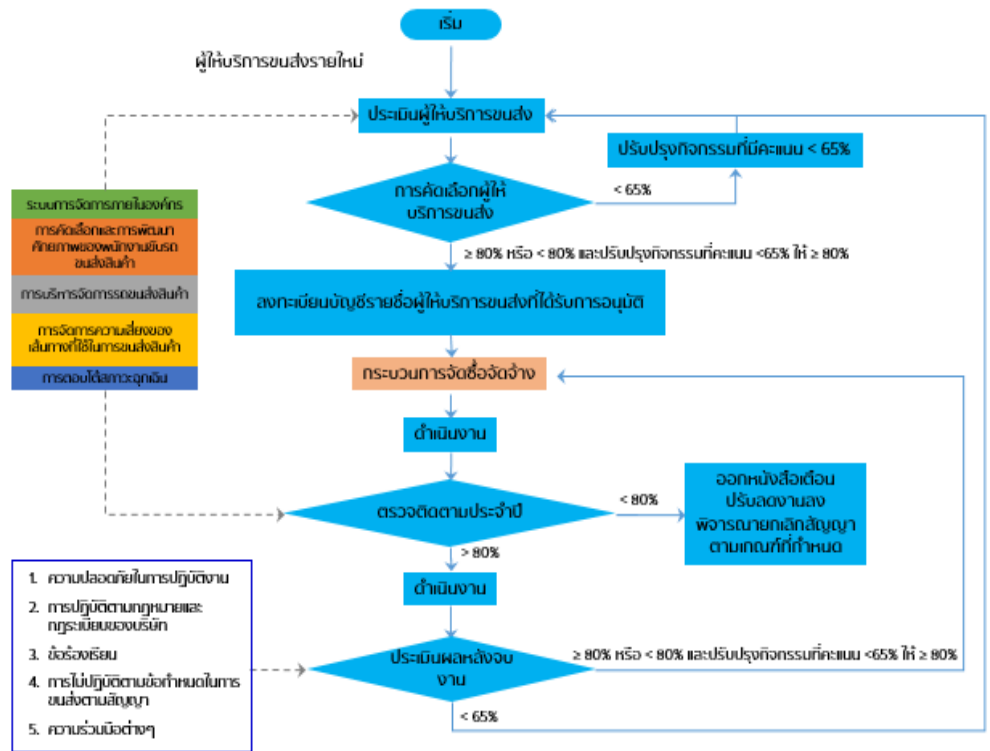 เริ่ม
ผู้ให้บริการขนส่งรายใหม่
ประเมินผู้ให้บริการขนส่ง
ปรับปรุงกิจกรรมที่มีคะแนน < 65%
การคัดเลือกผู้ให้
บริการขนส่ง
< 65%
≥ 80% หรือ < 80% และปรับปรุงกิจกรรมที่คะแนน <65% ให้ ≥ 80%
ระบบการจัดการภายในองค์กร
การคัดเลือกและการพัฒนา
ศักยภาพของพนักงานขับรถ
ขนส่งสินค้า
การบริหารจัดการรถขนส่งสินค้า
การจัดการความเสี่ยงของ
เส้นทางที่ใช้ในการขนส่งสินค้า
การตอบโต้สภาวะฉุกเฉิน
ลงทะเบียนบัญชีรายชื่อผู้ให้บริการขนส่งที่ได้รับการอนุมัติ
กระบวนการจัดซื้อจัดจ้าง
ดำเนินงาน
ตรวจติดตามประจำปี
< 80%
ออกหนังสือเตือน
ปรับลดงานลง
พิจารณายกเลิกสัญญา
ตามเกณฑ์ที่กำหนด
> 80%
ดำเนินงาน
ประเมินผลหลังจบ
งาน
≥ 80% หรือ < 80% และปรับปรุงกิจกรรมที่คะแนน <65% ให้ ≥ 80%
< 65%
1. ความปลอดภัยในการปฏิบัติงาน
2. การปฏิบัติตามกฎหมายและ
กฎระเบียบของบริษัท
3. ข้อร้องเรียน
4. การไม่ปฏิบัติตามข้อกำหนดในการ
ขนส่งตามสัญญา
5. ความร่วมมือต่างๆ